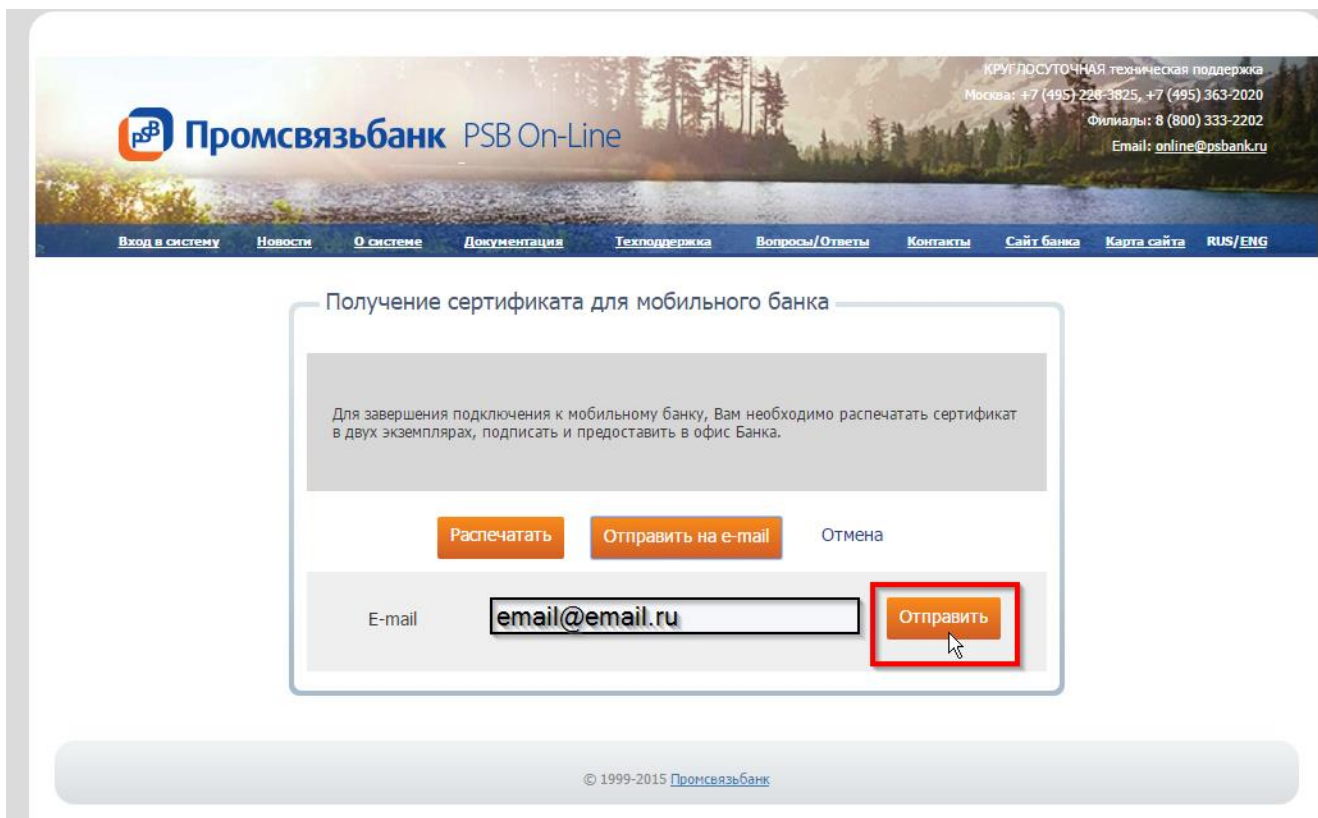 КРУГЛОСУТОЧНАЯ техническая поддержка
Москва: +7 (495) 228-3825, +7 (495) 363-2020
Филиалы: 8 (800) 333-2202
Email: online@psbank.ru
PSB Промсвязьбанк PSB On-Line
Вход в систему Новости О системе Документация Техподдержка Вопросы/Ответы Контакты Сайт банка Карта сайта RUS/ENG
Получение сертификата для мобильного банка
Для завершения подключения к мобильному банку, Вам необходимо распечатать сертификат
в двух экземплярах, подписать и предоставить в офис Банка.
Распечатать Отправить на e-mail Отмена
E-mail email@email.ru Отправить
© 1999-2015 Промсвязьбанк